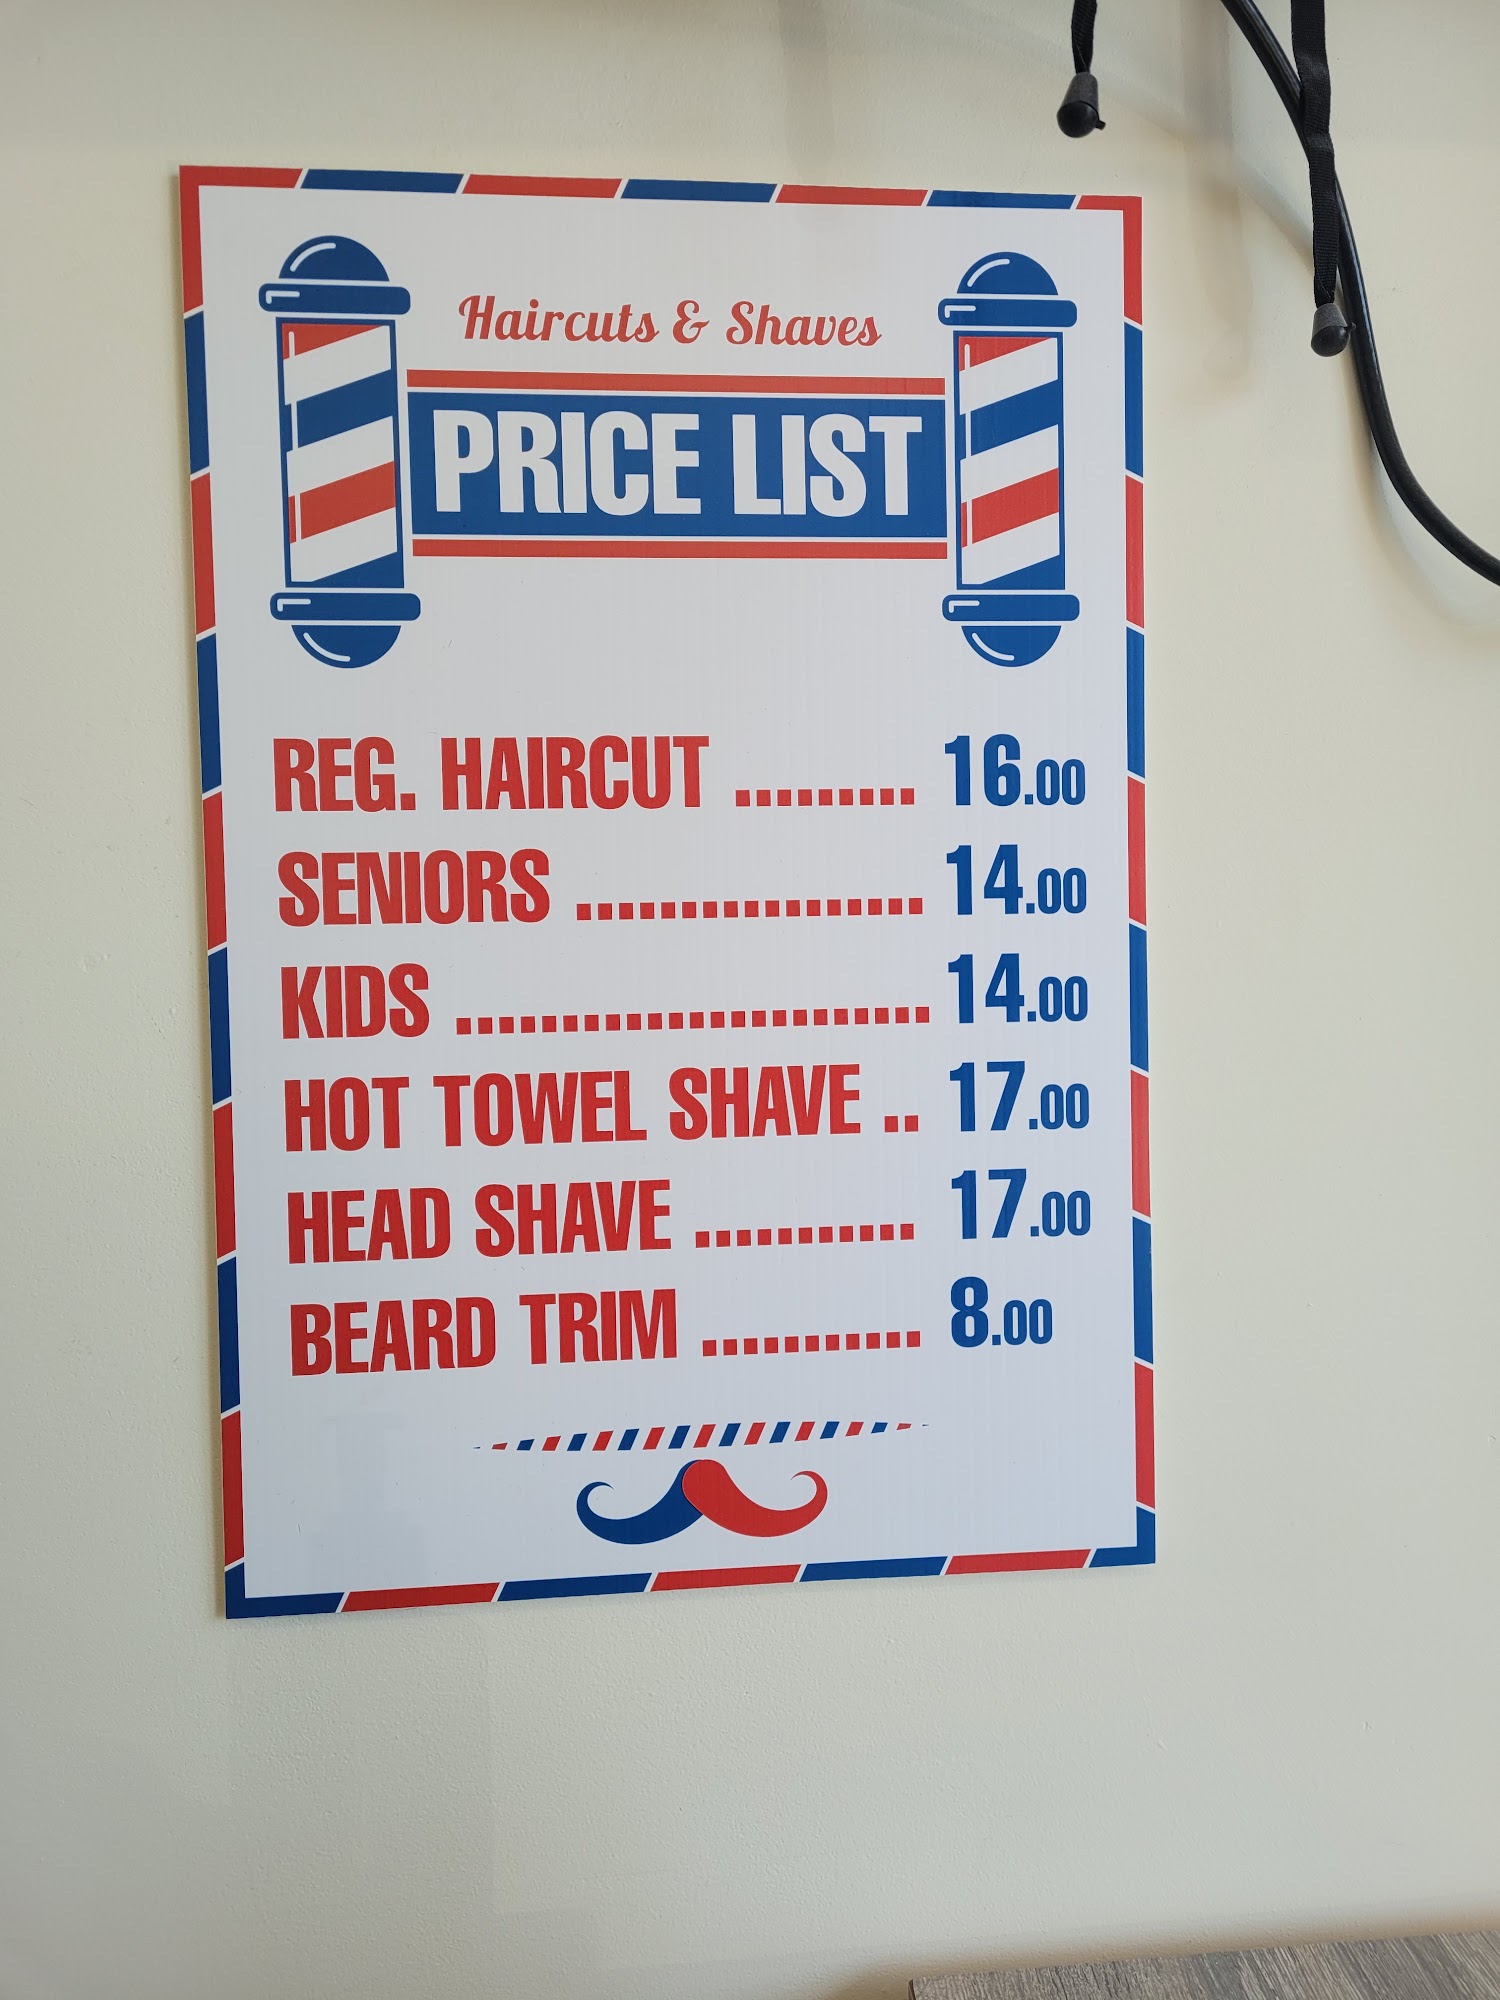 Haircuts & Shaves
PRICE LIST
REG. HAIRCUT ......... 16.00
SENIORS ................. 14.00
KIDS ....................... 14.00
HOT TOWEL SHAVE .. 17.00
HEAD SHAVE ........... 17.00
BEARD TRIM ........... 8.00